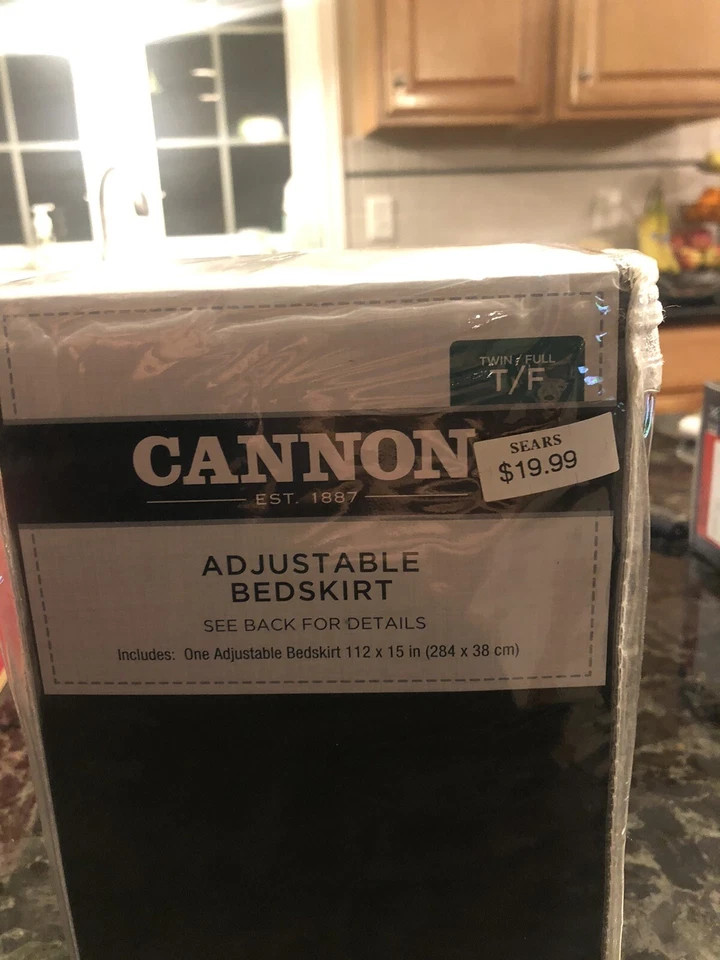 TWIN FULL
T/F
CANNON
EST. 1887
SEARS
$19.99
ADJUSTABLE
BEDSKIRT
SEE BACK FOR DETAILS
Includes: One Adjustable Bedskirt 112 x 15 in (284 x 38 cm)